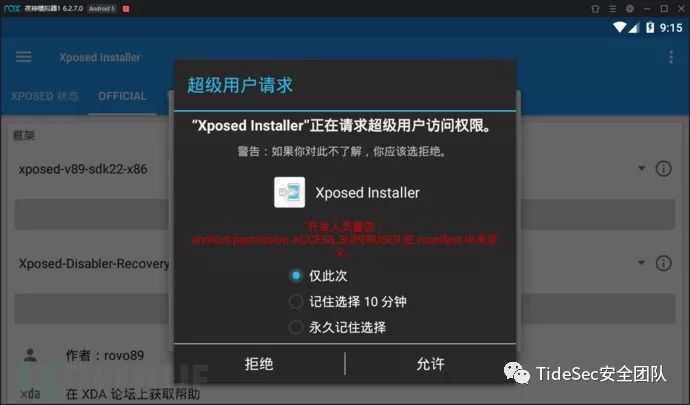 nox 夜神模拟器1 6.2.7.0 Android 5
9:15
Xposed Installer
XPOSED 状态 OFFICIAL
超级用户请求
“Xposed Installer”正在请求超级用户访问权限。
警告：如果你对此不了解，你应该选拒绝。
框架
xposed-v89-sdk22-x86
Xposed Installer
开发人员警告：
android.permission.ACCESS_SUPERUSER 在 manifest 中未定
义。
Xposed-Disabler-Recovery
仅此次
记住选择 10 分钟
永久记住选择
作者：rovo89
拒绝 允许
xda 在 XDA 论坛上获取帮助
TideSec安全团队